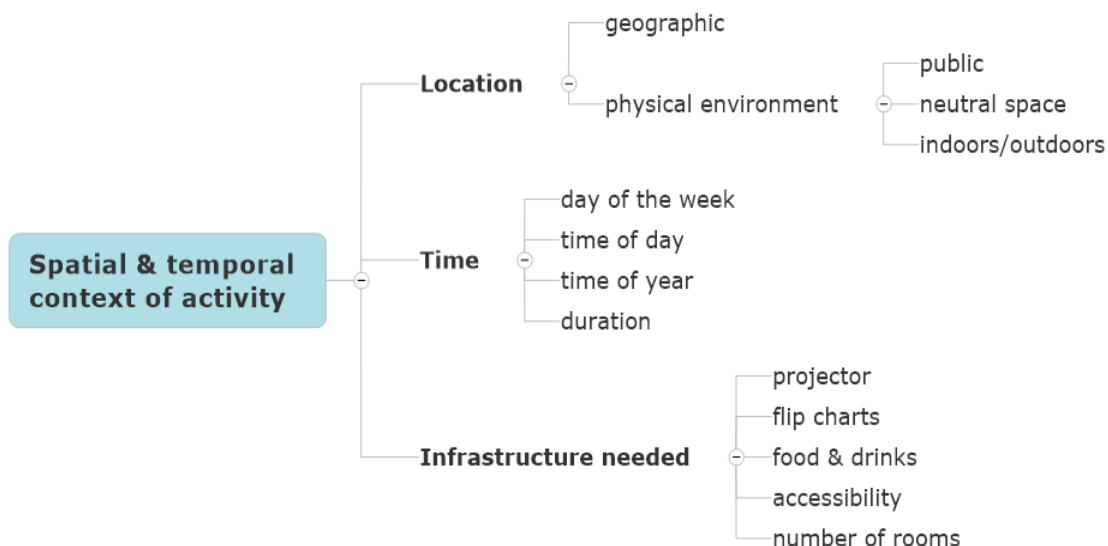 geographic
Location
physical environment
public
neutral space
indoors/outdoors
Spatial & temporal
context of activity
Time
day of the week
time of day
time of year
duration
Infrastructure needed
projector
flip charts
food & drinks
accessibility
number of rooms